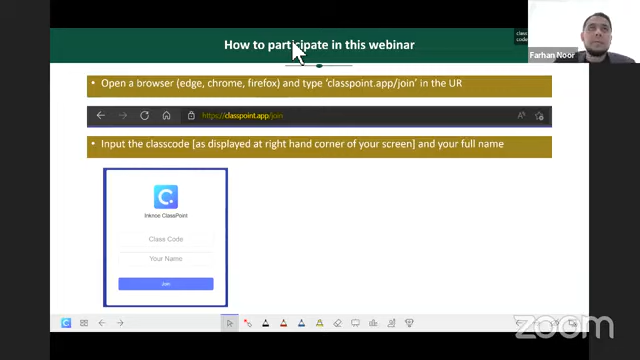 How to participate in this webinar
class
code
Farhan Noor
• Open a browser (edge, chrome, firefox) and type 'classpoint.app/join' in the UR
https://classpoint.app/join
• Input the classcode [as displayed at right hand corner of your screen] and your full name
C.
Inknoe ClassPoint
Class Code
Your Name
Join
zoom